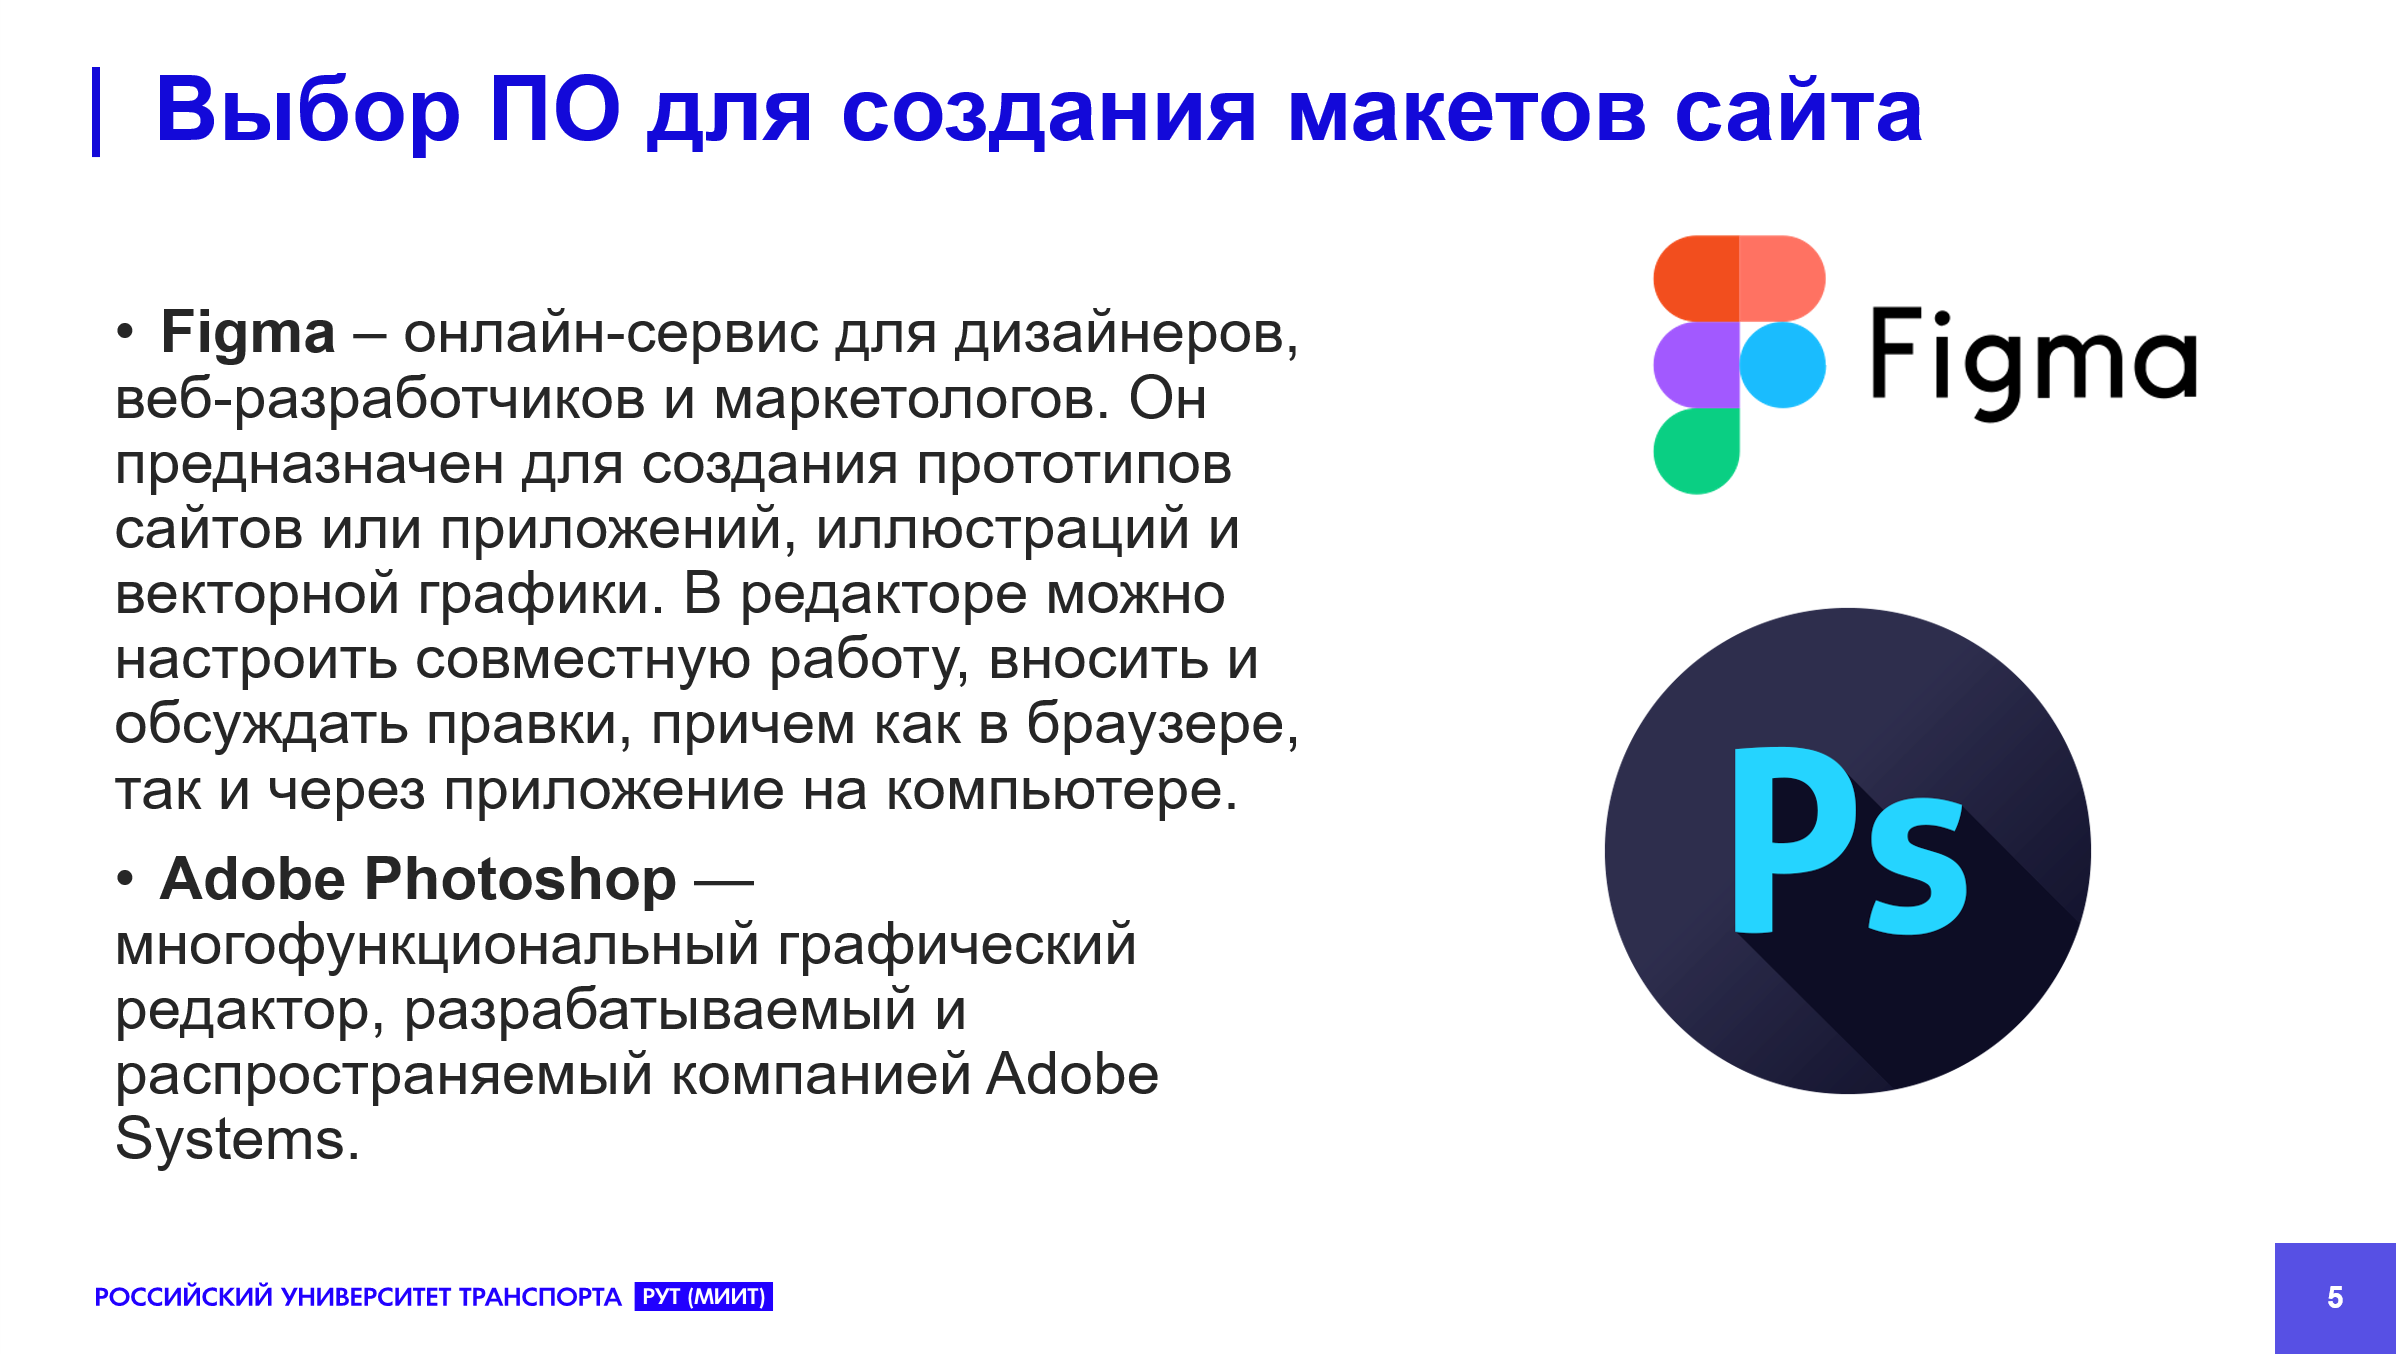 Выбор ПО для создания макетов сайта
• Figma – онлайн-сервис для дизайнеров,
веб-разработчиков и маркетологов. Он
предназначен для создания прототипов
сайтов или приложений, иллюстраций и
векторной графики. В редакторе можно
настроить совместную работу, вносить и
обсуждать правки, причем как в браузере,
так и через приложение на компьютере.
• Adobe Photoshop —
многофункциональный графический
редактор, разрабатываемый и
распространяемый компанией Adobe
Systems.
Figma
Ps
РОССИЙСКИЙ УНИВЕРСИТЕТ ТРАНСПОРТА РУТ (МИИТ)
5